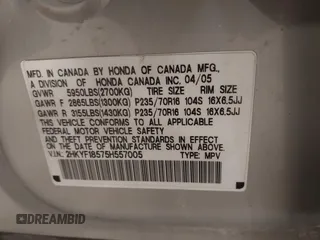 MFD. IN CANADA BY HONDA OF CANADA MFG.,
A DIVISION OF HONDA CANADA INC. 04/05
GVWR 5950LBS(2700KG) TIRE SIZE RIM SIZE
GAWR F 2865LBS(1300KG) P235/70R16 104S 16X6.5JJ
GAWR R 3155LBS(1430KG) P235/70R16 104S 16X6.5JJ
THIS VEHICLE CONFORMS TO ALL APPLICABLE
FEDERAL MOTOR VEHICLE SAFETY
AND THEFT PREVENTION STANDARDS IN EFFECT
ON THE DATE OF MANUFACTURE SHOWN ABOVE.
V.I.N.: 2HKYF18575H557005 TYPE: MPV
DREAMBID